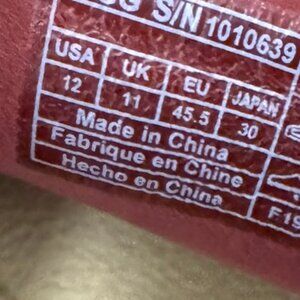 S/N 1010639
USA UK EU JAPAN
12 11 45.5 30
Made in China
Fabrique en Chine
Hecho en China
F19